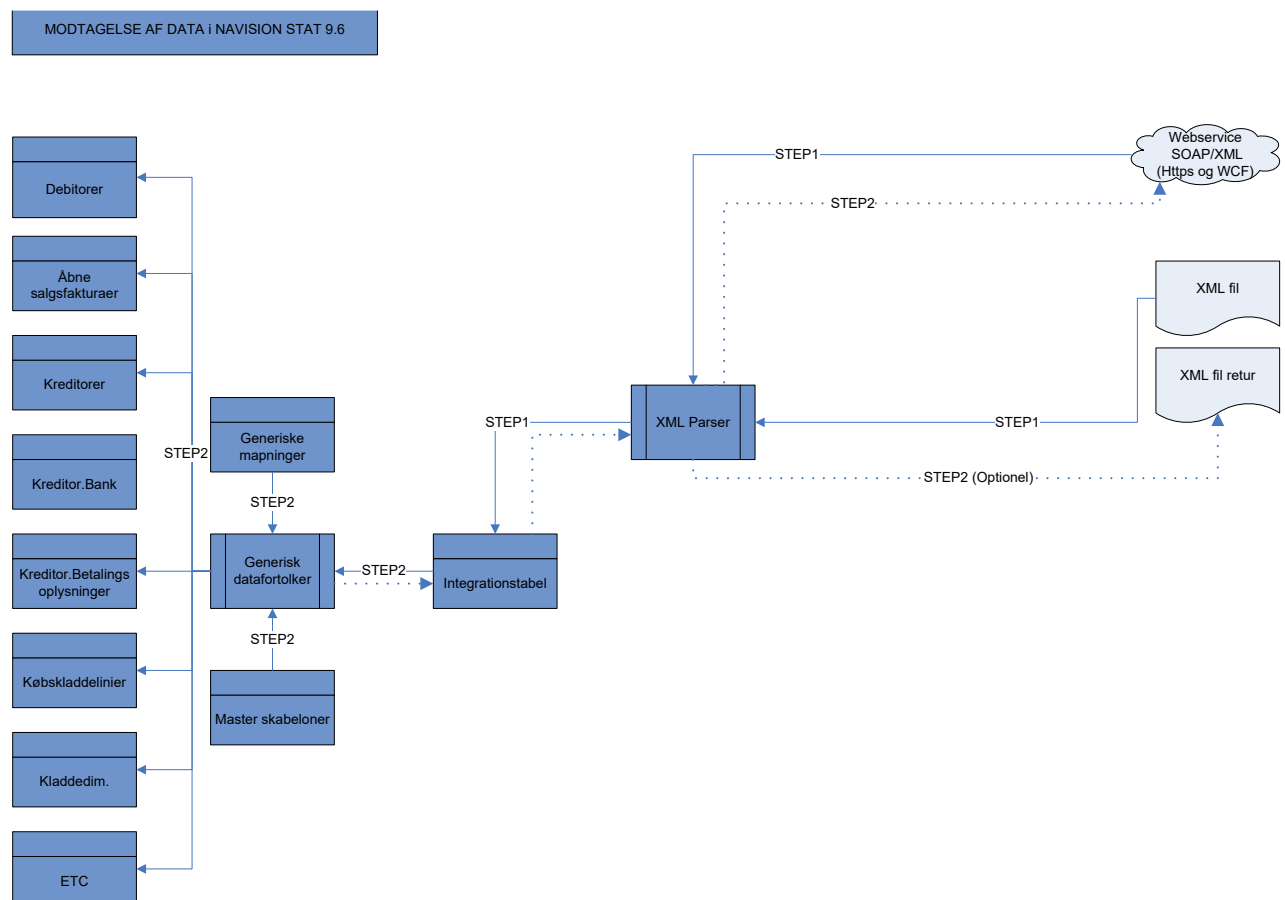 MODTAGELSE AF DATA i NAVISION STAT 9.6
Webservice
SOAP/XML
(Https og WCF)
STEP1
STEP2
Debitorer
Åbne
salgsfakturaer
XML fil
Kreditorer
XML fil retur
Generiske
mapninger
STEP1
XML Parser
STEP1
STEP2
Kreditor.Bank
STEP2 (Optionel)
STEP2
Kreditor.Betalings
oplysninger
Generisk
datafortolker
STEP2
Integrationstabel
STEP2
Købskladdelinier
Master skabeloner
Kladdedim.
ETC